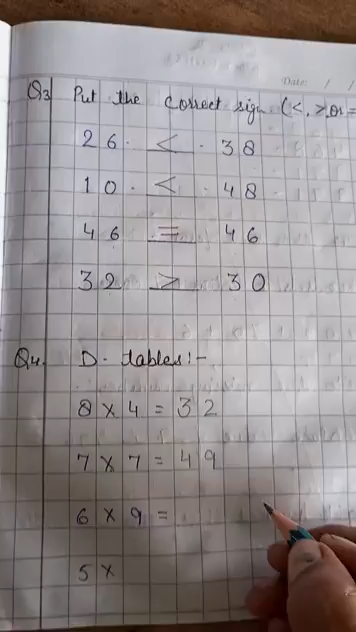 Date: / /
Q3 Put the correct sign (<, >, or =
26 < 38
10 < 48
46 = 46
32 > 30
Q4. D. tables:-
8 × 4 = 32
7 × 7 = 49
6 × 9 =
5 ×